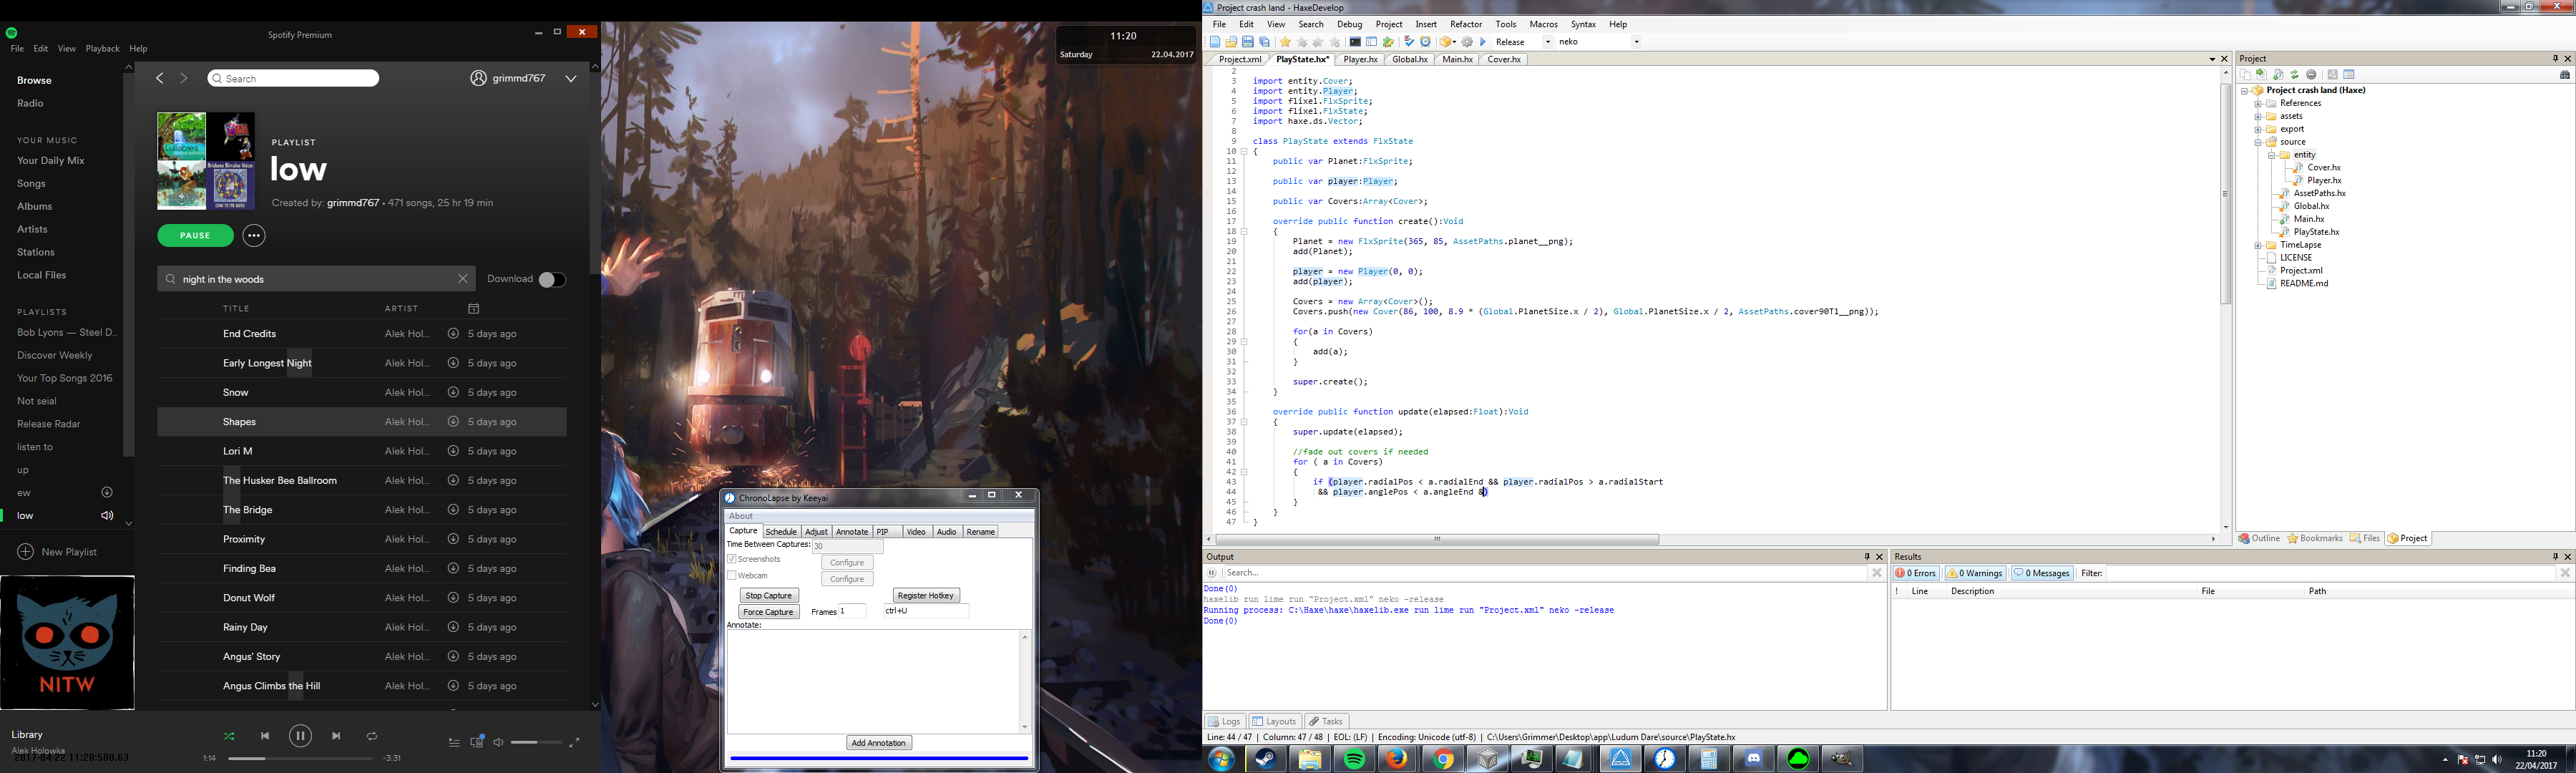 Spotify Premium
File Edit View Playback Help
Browse
Radio
YOUR MUSIC
Your Daily Mix
Songs
Albums
Artists
Stations
Local Files
PLAYLISTS
Bob Lyons — Steel D..
Discover Weekly
Your Top Songs 2016
Not seial
Release Radar
listen to
up
ew
low
New Playlist
NITW
Library
Alek Holowka
2017-04-22 11:20:500.63
Search
grimmd767
Lullabies
PLAYLIST
low
Created by: grimmd767 • 471 songs, 25 hr 19 min
PAUSE
night in the woods
Download
TITLE ARTIST
End Credits Alek Hol... 5 days ago
Early Longest Night Alek Hol... 5 days ago
Snow Alek Hol... 5 days ago
Shapes Alek Hol... 5 days ago
Lori M Alek Hol... 5 days ago
The Husker Bee Ballroom Alek Hol... 5 days ago
The Bridge Alek Hol... 5 days ago
Proximity Alek Hol... 5 days ago
Finding Bea Alek Hol... 5 days ago
Donut Wolf Alek Hol... 5 days ago
Rainy Day Alek Hol... 5 days ago
Angus' Story Alek Hol... 5 days ago
Angus Climbs the Hill Alek Hol... 5 days ago
1:14 -3:31
11:20
Saturday 22.04.2017
ChronoLapse by Keeyai
About
Capture Schedule Adjust Annotate PIP Video Audio Rename
Time Between Captures: 30
Screenshots Configure
Webcam Configure
Stop Capture Register Hotkey
Force Capture Frames 1 ctrl+U
Annotate:
Add Annotation
Project crash land - HaxeDevelop
File Edit View Search Debug Project Insert Refactor Tools Macros Syntax Help
Release neko
Project.xml PlayState.hx* Player.hx Global.hx Main.hx Cover.hx
2
3 import entity.Cover;
4 import entity.Player;
5 import flixel.FlxSprite;
6 import flixel.FlxState;
7 import haxe.ds.Vector;
8
9 class PlayState extends FlxState
10 {
11 public var Planet:FlxSprite;
12
13 public var player:Player;
14
15 public var Covers:Array<Cover>;
16
17 override public function create():Void
18 {
19 Planet = new FlxSprite(365, 85, AssetPaths.planet__png);
20 add(Planet);
21
22 player = new Player(0, 0);
23 add(player);
24
25 Covers = new Array<Cover>();
26 Covers.push(new Cover(86, 100, 8.9 * (Global.PlanetSize.x / 2), Global.PlanetSize.x / 2, AssetPaths.cover90T1__png));
27
28 for(a in Covers)
29 {
30 add(a);
31 }
32
33 super.create();
34 }
35
36 override public function update(elapsed:Float):Void
37 {
38 super.update(elapsed);
39
40 //fade out covers if needed
41 for ( a in Covers)
42 {
43 if (player.radialPos < a.radialEnd && player.radialPos > a.radialStart
44 && player.anglePos < a.angleEnd &)
45 }
46 }
47 }
Project
Project crash land (Haxe)
References
assets
export
source
entity
Cover.hx
Player.hx
AssetPaths.hx
Global.hx
Main.hx
PlayState.hx
TimeLapse
LICENSE
Project.xml
README.md
Outline Bookmarks Files Project
Output
Search...
Done(0)
haxelib run lime run "Project.xml" neko -release
Running process: C:\Haxe\haxe\haxelib.exe run lime run "Project.xml" neko -release
Done(0)
Results
0 Errors 0 Warnings 0 Messages Filter:
! Line Description File Path
Logs Layouts Tasks
Line: 44 / 47 | Column: 47 / 48 | EOL: (LF) | Encoding: Unicode (utf-8) | C:\Users\Grimmer\Desktop\app\Ludum Dare\source\PlayState.hx
11:20
22/04/2017